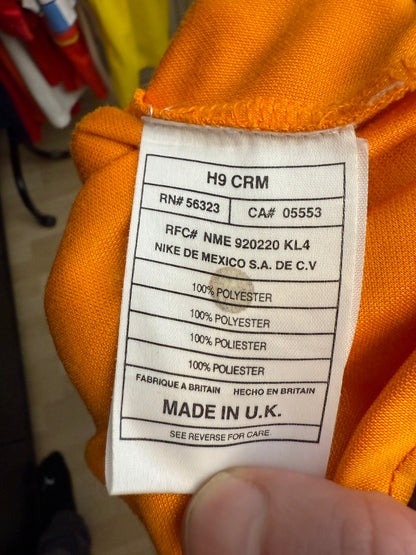 H9 CRM
RN# 56323 CA# 05553
RFC# NME 920220 KL4
NIKE DE MEXICO S.A. DE C.V
100% POLYESTER
100% POLYESTER
100% POLIESTER
100% POLIESTER
FABRIQUE A BRITAIN HECHO EN BRITAIN
MADE IN U.K.
SEE REVERSE FOR CARE.